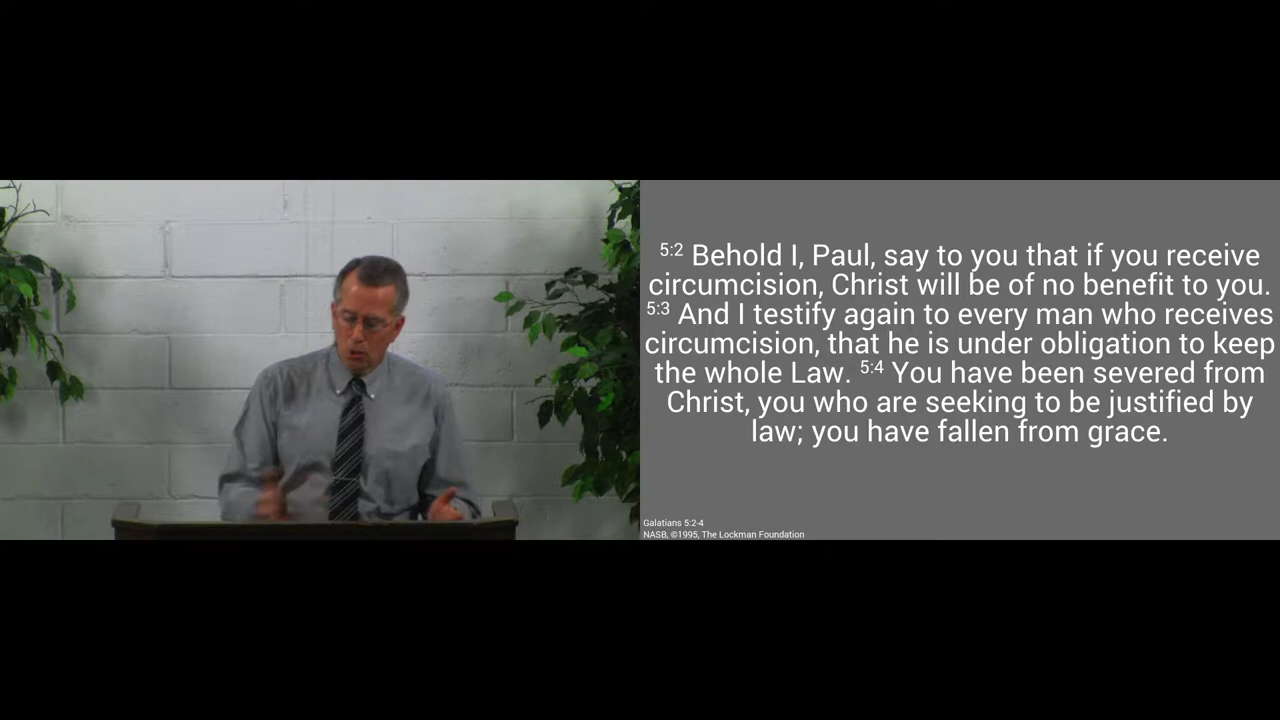 5:2 Behold I, Paul, say to you that if you receive
circumcision, Christ will be of no benefit to you.
5:3 And I testify again to every man who receives
circumcision, that he is under obligation to keep
the whole Law. 5:4 You have been severed from
Christ, you who are seeking to be justified by
law; you have fallen from grace.
Galatians 5:2-4
NASB, ©1995, The Lockman Foundation